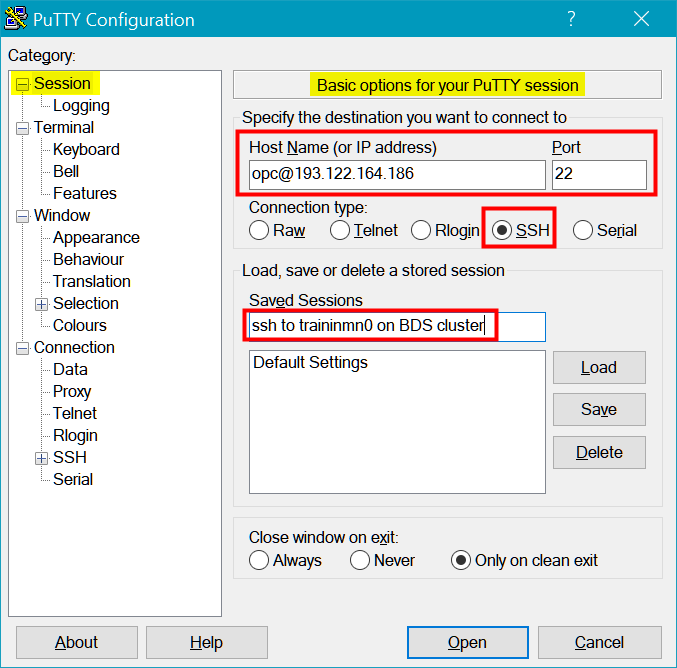 PuTTY Configuration
?
Category:
Session
Logging
Terminal
Keyboard
Bell
Features
Window
Appearance
Behaviour
Translation
Selection
Colours
Connection
Data
Proxy
Telnet
Rlogin
SSH
Serial
Basic options for your PuTTY session
Specify the destination you want to connect to
Host Name (or IP address) Port
opc@193.122.164.186 22
Connection type:
Raw Telnet Rlogin SSH Serial
Load, save or delete a stored session
Saved Sessions
ssh to traininmn0 on BDS cluster
Default Settings
Load
Save
Delete
Close window on exit:
Always Never Only on clean exit
About Help Open Cancel